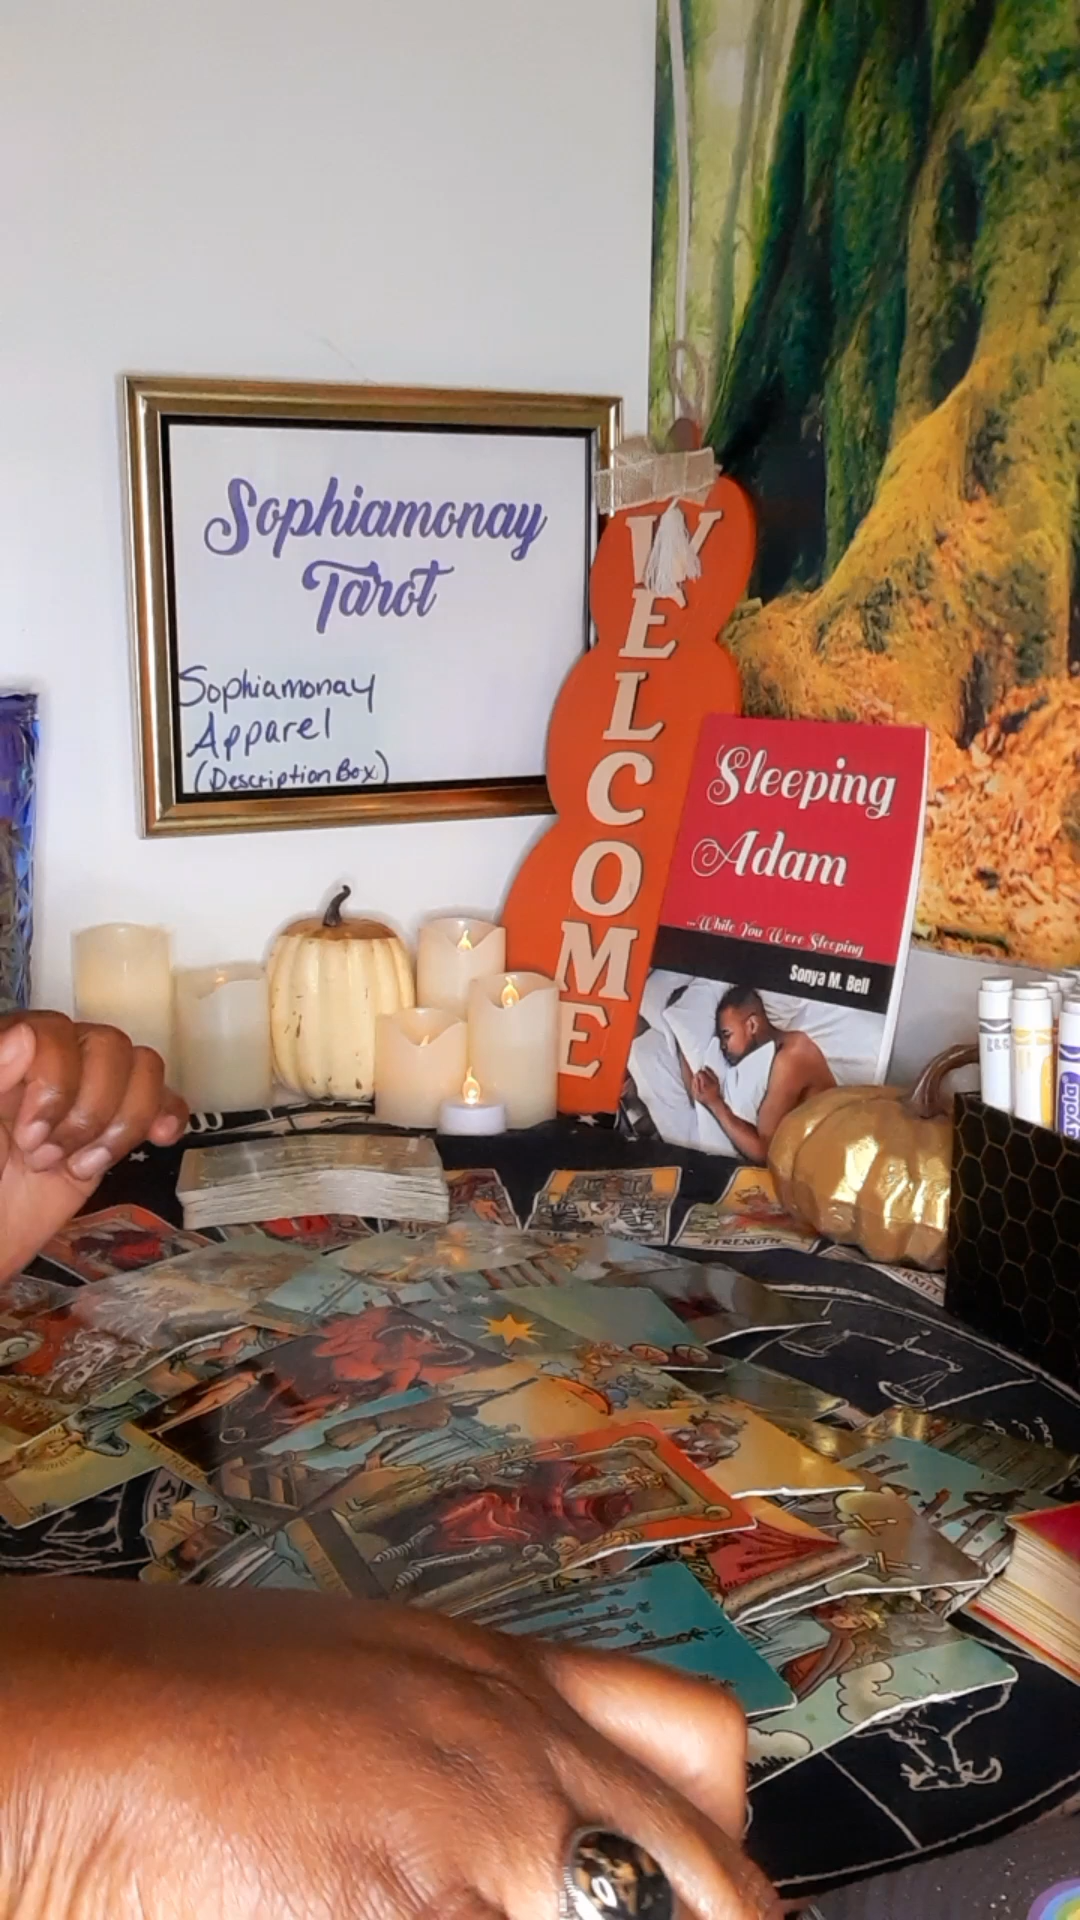 Sophiamonay
Tarot
Sophiamonay
Apparel
(Description Box)
WELCOME
Sleeping
Adam
...While You Were Sleeping
Sonya M. Bell
STRENGTH